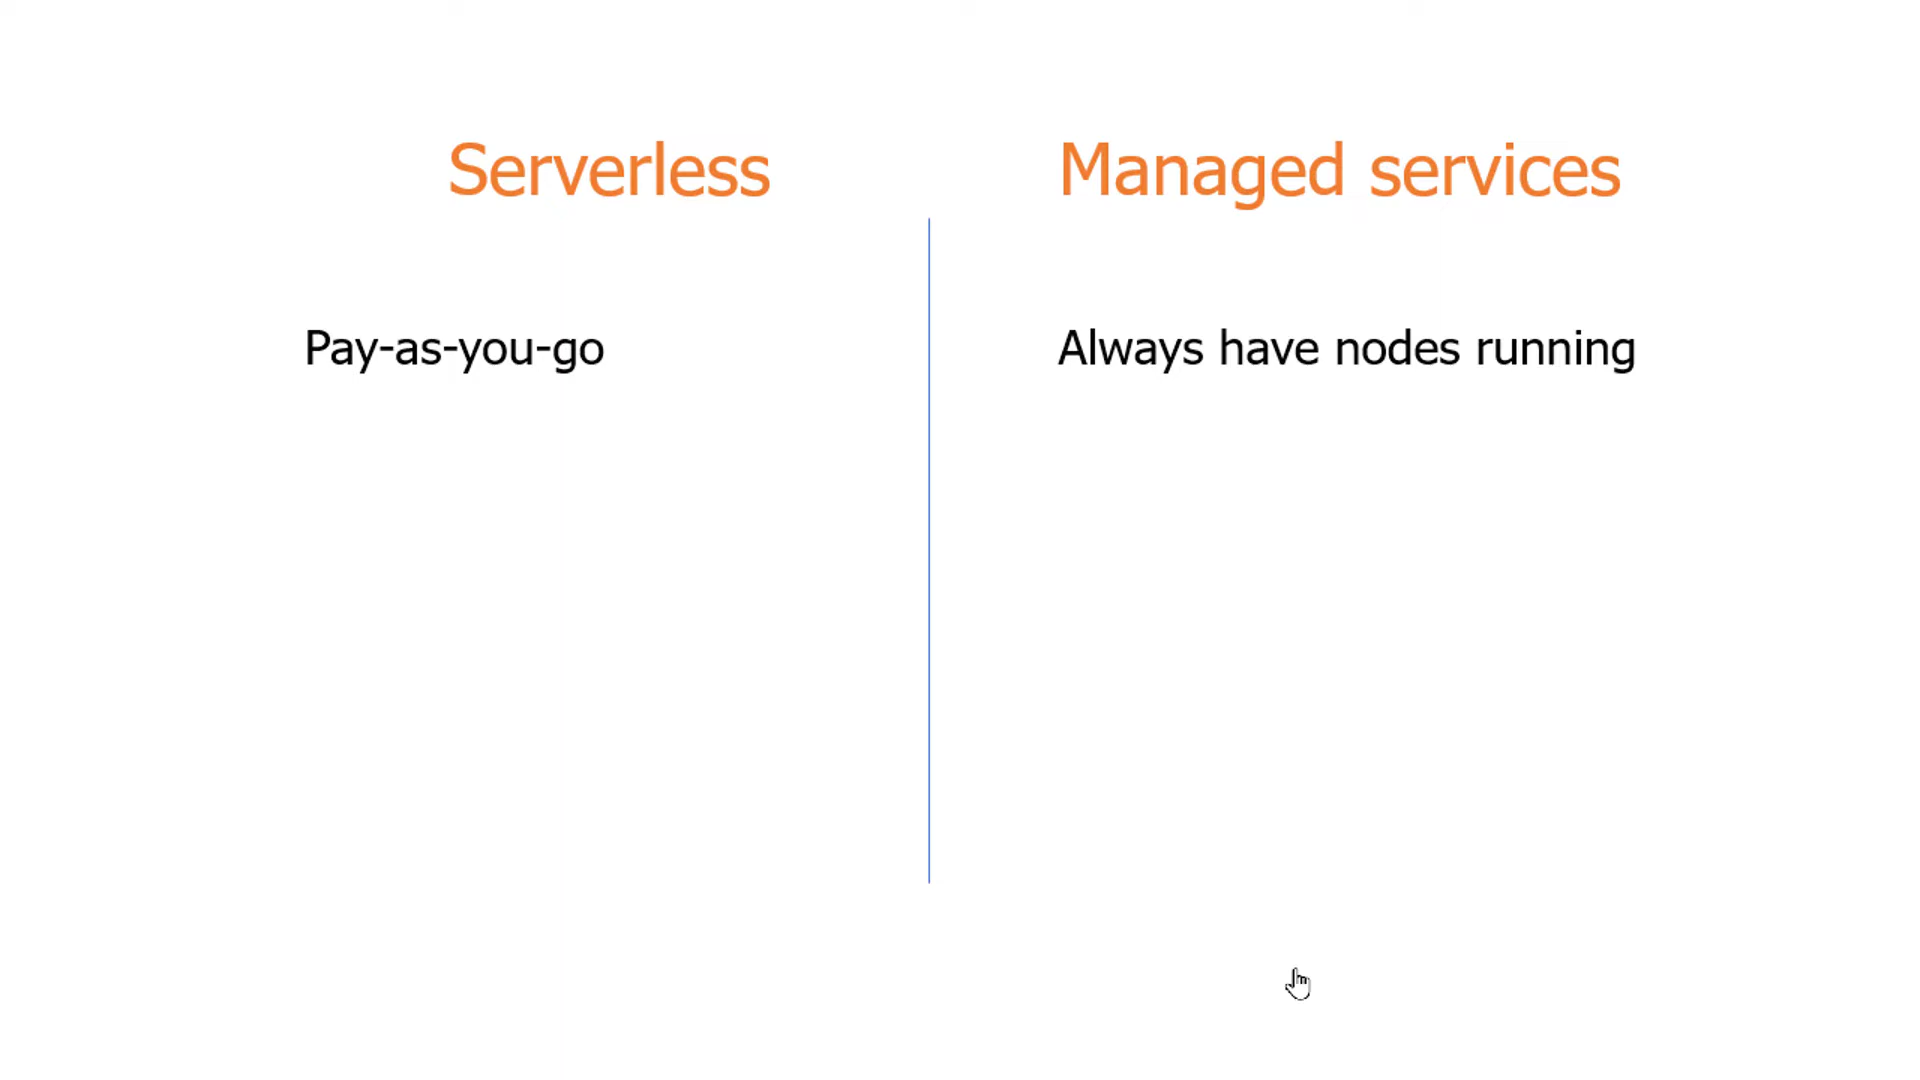 Serverless
Managed services
Pay-as-you-go
Always have nodes running